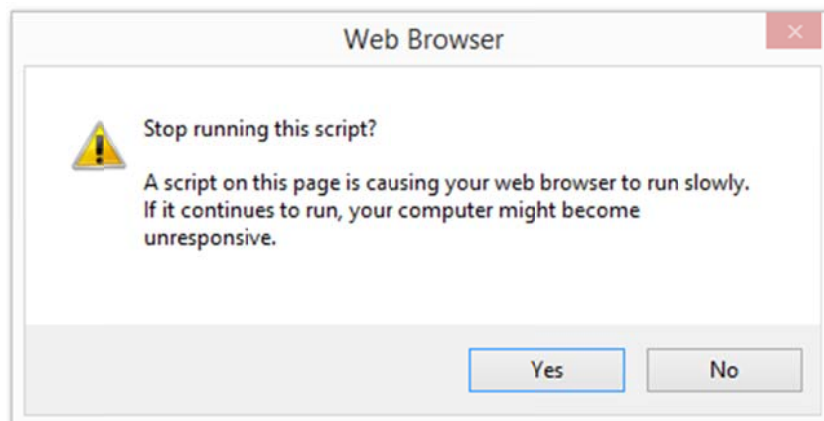 Web Browser
Stop running this script?
A script on this page is causing your web browser to run slowly.
If it continues to run, your computer might become
unresponsive.
Yes
No